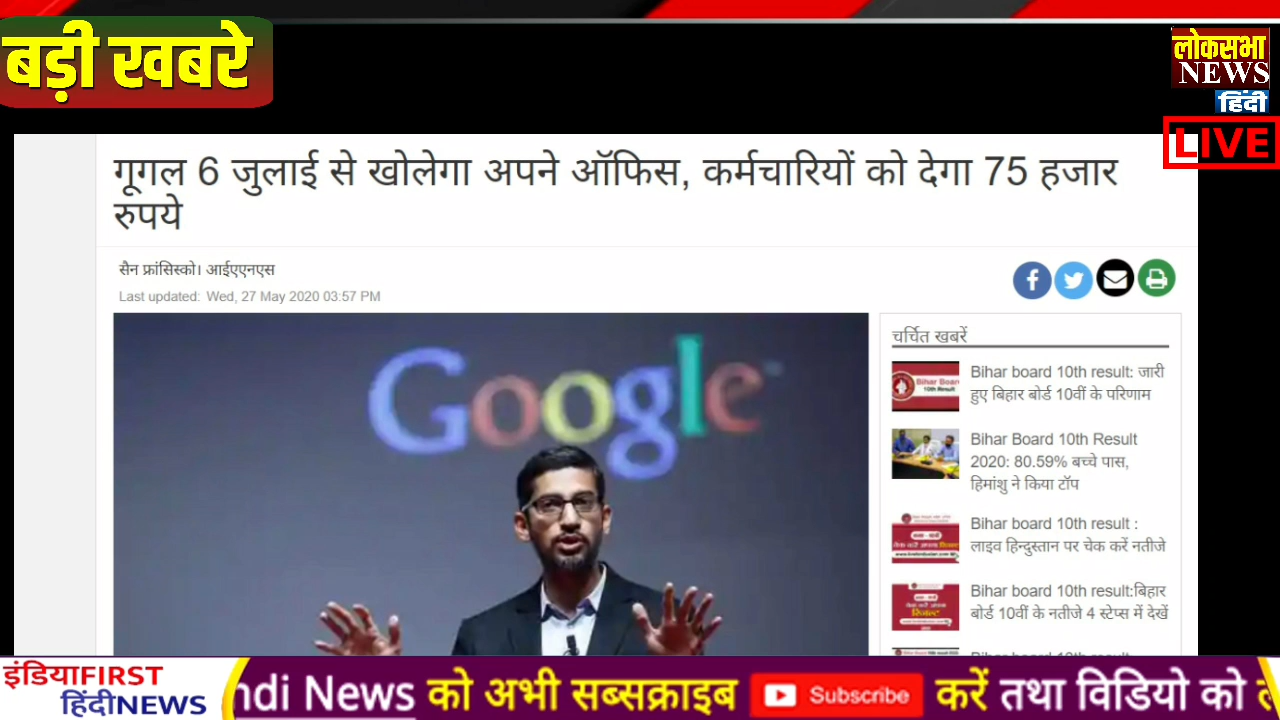 बड़ी खबरे
लोकसभा
NEWS
हिंदी
LIVE
गूगल 6 जुलाई से खोलेगा अपने ऑफिस, कर्मचारियों को देगा 75 हजार
रुपये
सैन फ्रांसिस्को। आईएएनएस
Last updated: Wed, 27 May 2020 03:57 PM
Google
चर्चित खबरें
Bihar board 10th result: जारी
हुए बिहार बोर्ड 10वीं के परिणाम
Bihar Board 10th Result
2020: 80.59% बच्चे पास,
हिमांशु ने किया टॉप
Bihar board 10th result :
लाइव हिन्दुस्तान पर चेक करें नतीजे
Bihar board 10th result:बिहार
बोर्ड 10वीं के नतीजे 4 स्टेप्स में देखें
इंडियाFIRST
हिंदीNEWS
ndi News को अभी सब्सक्राइब Subscribe करें तथा विडियो को